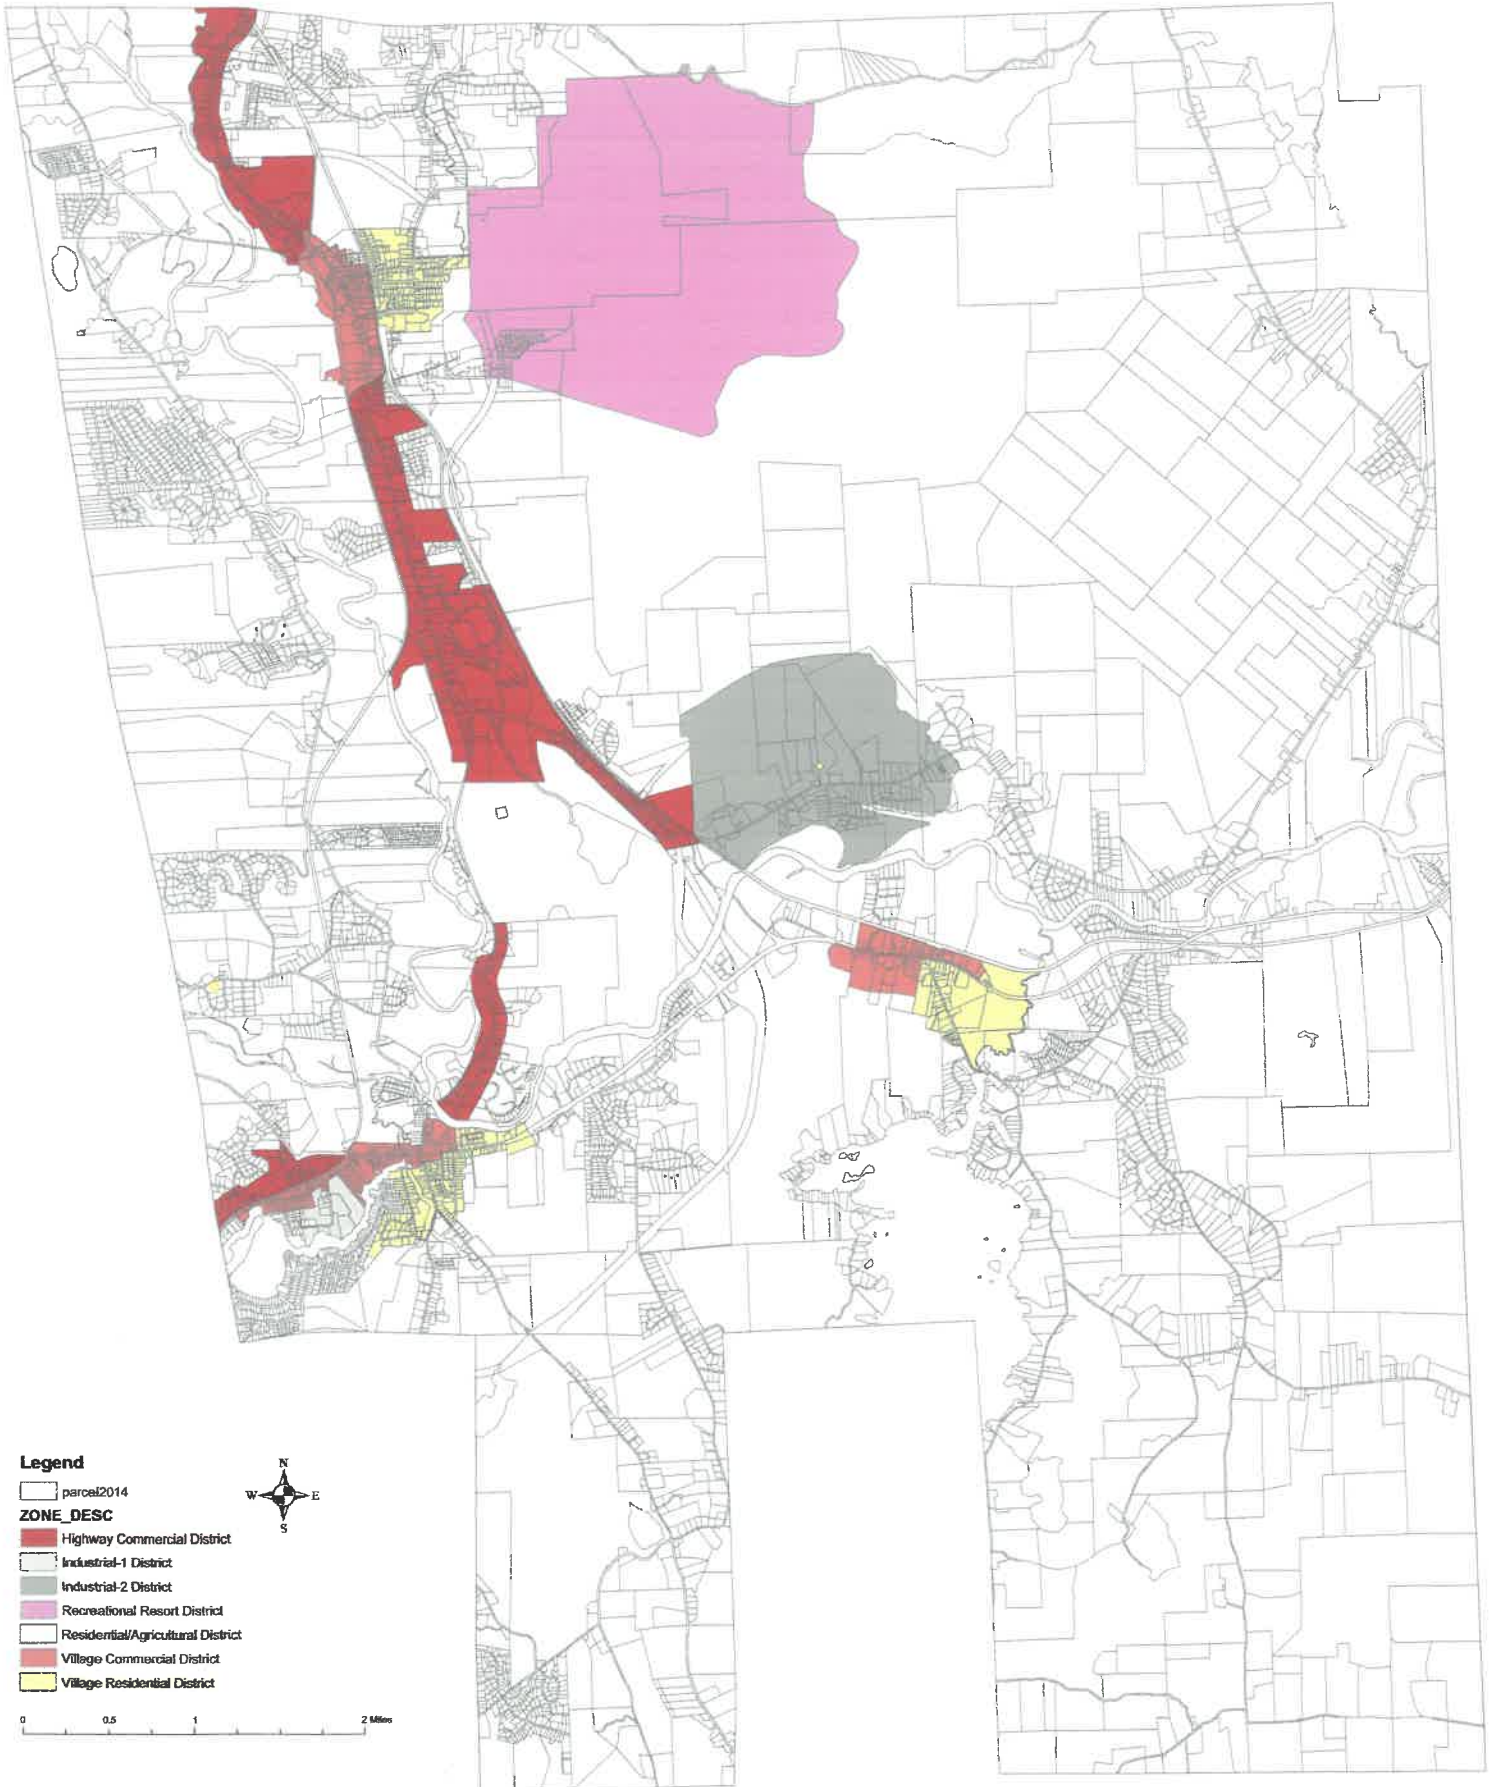 Legend
parcel2014
ZONE_DESC
Highway Commercial District
Industrial-1 District
Industrial-2 District
Recreational Resort District
Residential/Agricultural District
Village Commercial District
Village Residential District
N
W E
S
0 0.5 1 2 Miles